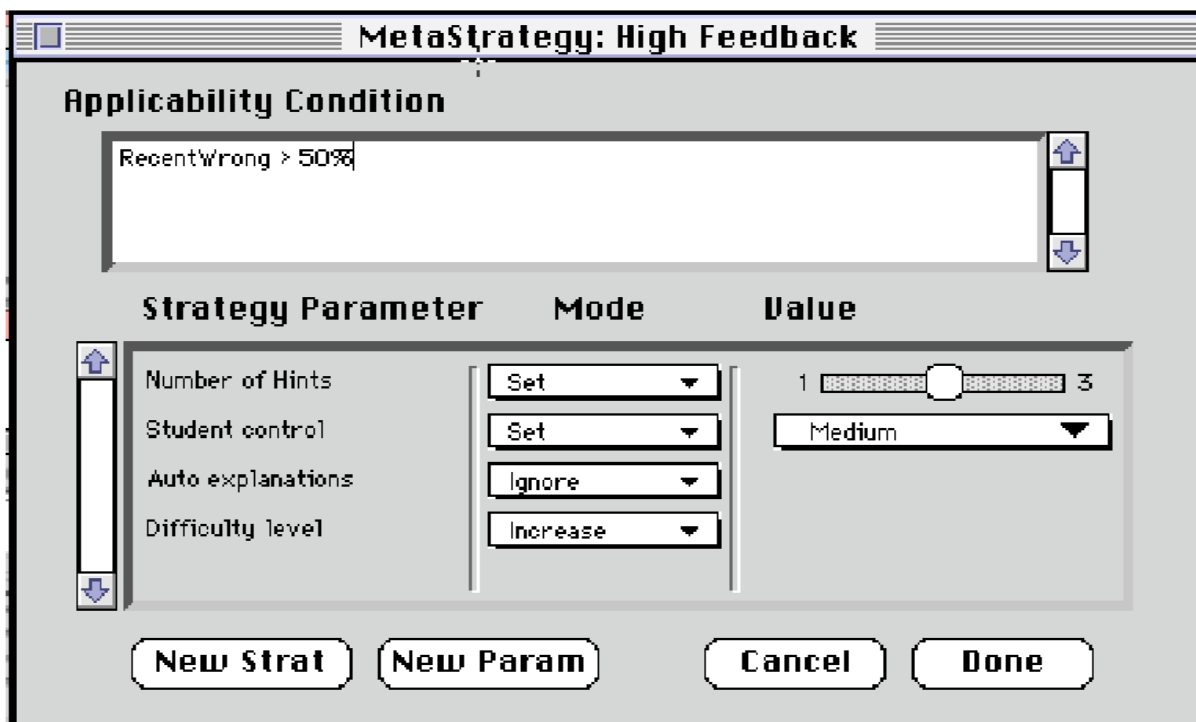 MetaStrategy: High Feedback
Applicability Condition
RecentWrong > 50%
Strategy Parameter Mode Value
Number of Hints Set 1 3
Student control Set Medium
Auto explanations Ignore
Difficulty level Increase
New Strat New Param Cancel Done